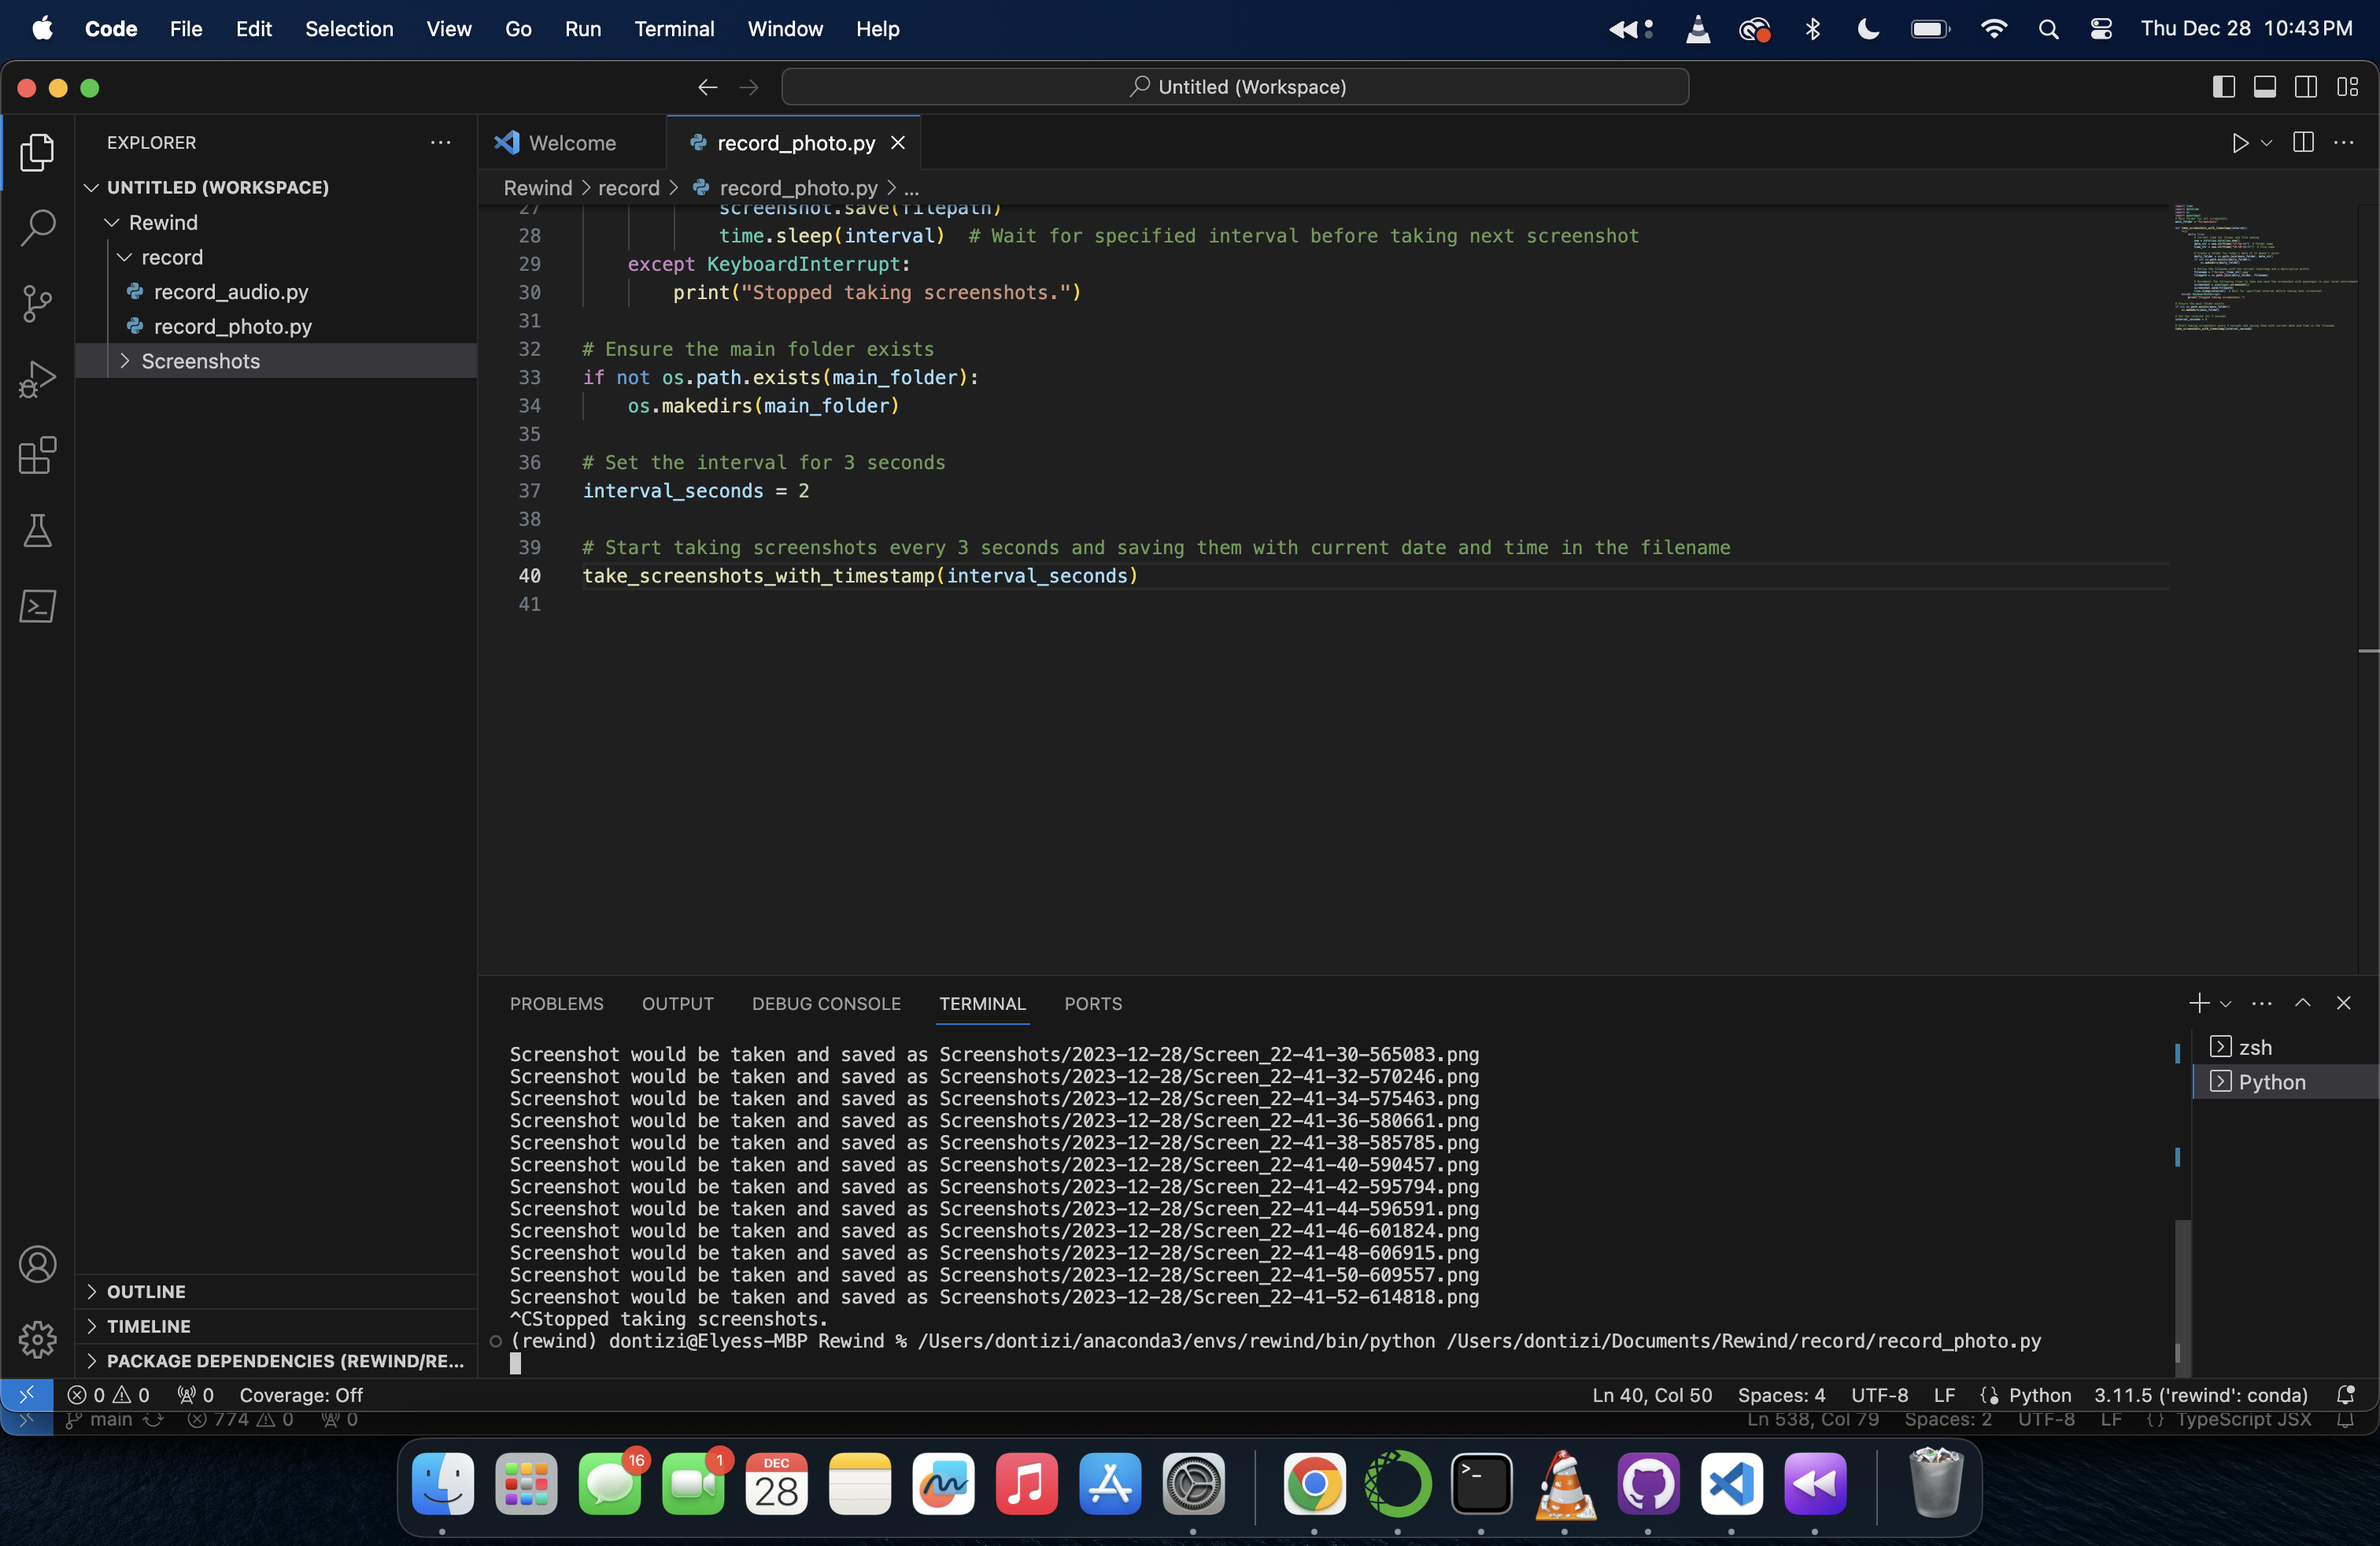 Code File Edit Selection View Go Run Terminal Window Help Thu Dec 28 10:43 PM
Untitled (Workspace)
EXPLORER
Welcome
record_photo.py
UNTITLED (WORKSPACE)
Rewind
record
record_audio.py
record_photo.py
Screenshots
Rewind > record > record_photo.py > ...
27 screenshot.save(filepath)
28 time.sleep(interval)  # Wait for specified interval before taking next screenshot
29 except KeyboardInterrupt:
30 print("Stopped taking screenshots.")
31
32 # Ensure the main folder exists
33 if not os.path.exists(main_folder):
34 os.makedirs(main_folder)
35
36 # Set the interval for 3 seconds
37 interval_seconds = 2
38
39 # Start taking screenshots every 3 seconds and saving them with current date and time in the filename
40 take_screenshots_with_timestamp(interval_seconds)
41
PROBLEMS OUTPUT DEBUG CONSOLE TERMINAL PORTS
Screenshot would be taken and saved as Screenshots/2023-12-28/Screen_22-41-30-565083.png
Screenshot would be taken and saved as Screenshots/2023-12-28/Screen_22-41-32-570246.png
Screenshot would be taken and saved as Screenshots/2023-12-28/Screen_22-41-34-575463.png
Screenshot would be taken and saved as Screenshots/2023-12-28/Screen_22-41-36-580661.png
Screenshot would be taken and saved as Screenshots/2023-12-28/Screen_22-41-38-585785.png
Screenshot would be taken and saved as Screenshots/2023-12-28/Screen_22-41-40-590457.png
Screenshot would be taken and saved as Screenshots/2023-12-28/Screen_22-41-42-595794.png
Screenshot would be taken and saved as Screenshots/2023-12-28/Screen_22-41-44-596591.png
Screenshot would be taken and saved as Screenshots/2023-12-28/Screen_22-41-46-601824.png
Screenshot would be taken and saved as Screenshots/2023-12-28/Screen_22-41-48-606915.png
Screenshot would be taken and saved as Screenshots/2023-12-28/Screen_22-41-50-609557.png
Screenshot would be taken and saved as Screenshots/2023-12-28/Screen_22-41-52-614818.png
^CStopped taking screenshots.
(rewind) dontizi@Elyess-MBP Rewind % /Users/dontizi/anaconda3/envs/rewind/bin/python /Users/dontizi/Documents/Rewind/record/record_photo.py
zsh
Python
OUTLINE
TIMELINE
PACKAGE DEPENDENCIES (REWIND/RE...
0 0 0 Coverage: Off Ln 40, Col 50 Spaces: 4 UTF-8 LF Python 3.11.5 ('rewind': conda)
main 774 0 0 Ln 538, Col 79 Spaces: 2 UTF-8 LF {} TypeScript JSX
16
1
DEC
28